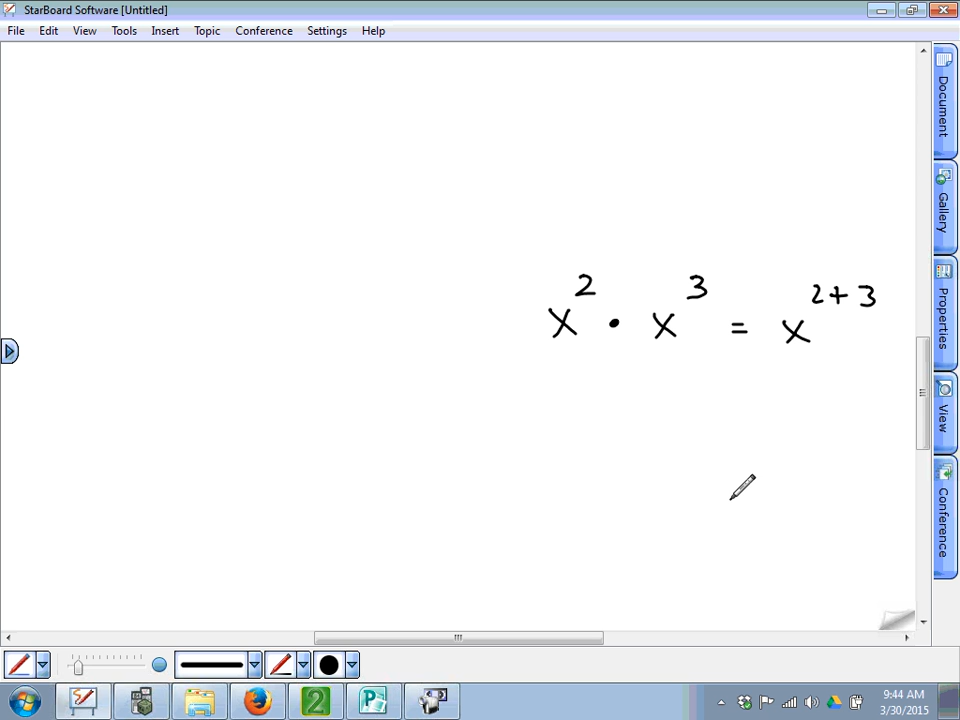 StarBoard Software [Untitled]
File Edit View Tools Insert Topic Conference Settings Help
Document
Gallery
Properties
View
Conference
x² · x³ = x²⁺³
2
9:44 AM
3/30/2015